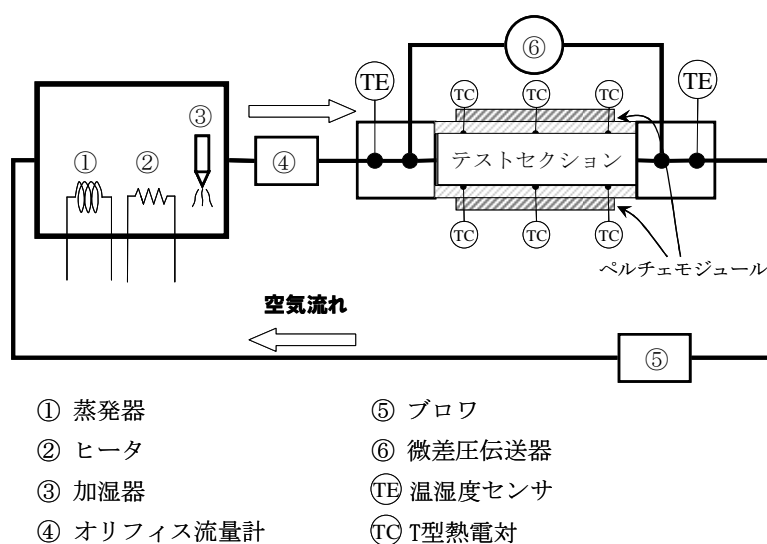 ⑥
TE
TE
③
TC
TC
TC
①
②
④
テストセクション
TC
TC
TC
ペルチェモジュール
空気流れ
⑤
① 蒸発器
② ヒータ
③ 加湿器
④ オリフィス流量計
⑤ ブロワ
⑥ 微差圧伝送器
TE 温湿度センサ
TC T型熱電対